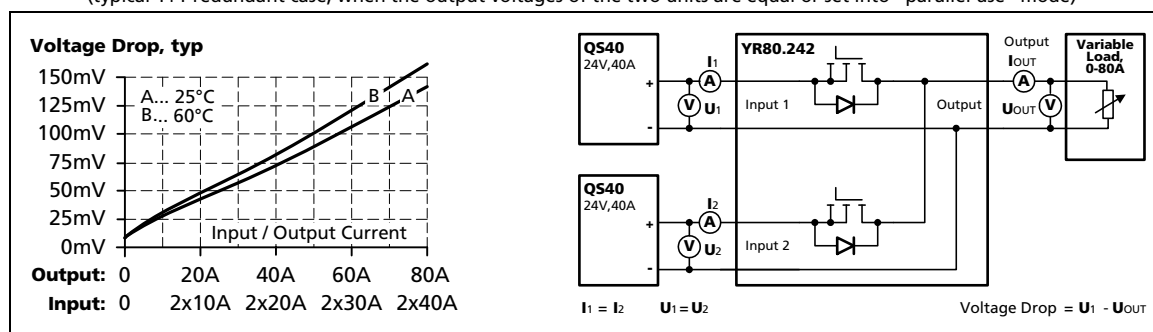 (typical 1+1 redundant case, when the output voltages of the two units are equal or set into "parallel use" mode)
Voltage Drop, typ
150mV
125mV
100mV
75mV
50mV
25mV
0mV
A... 25°C
B... 60°C
B
A
Input / Output Current
Output: 0 20A 40A 60A 80A
Input: 0 2x10A 2x20A 2x30A 2x40A
QS40
24V,40A
+
-
I1
A
V
U1
YR80.242
Input 1
Output
Output
IOUT
A
UOUT
V
Variable
Load,
0-80A
QS40
24V,40A
+
-
I2
A
V
U2
Input 2
I1 = I2 U1 = U2
Voltage Drop = U1 - UOUT